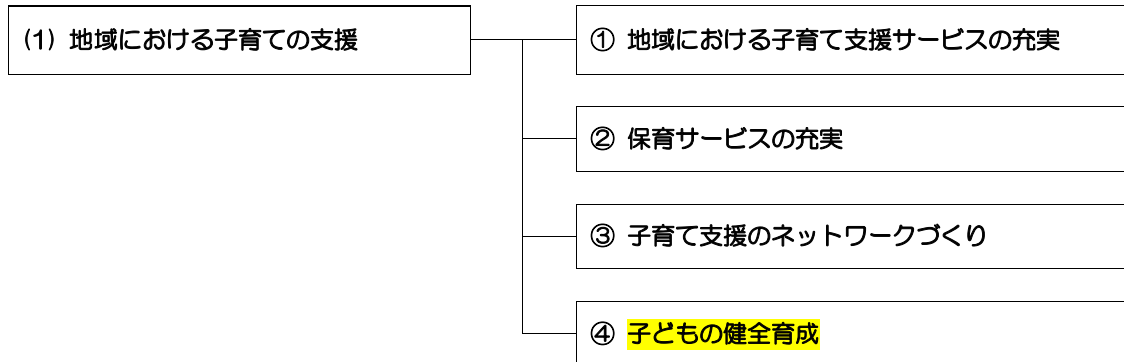 (1) 地域における子育ての支援
① 地域における子育て支援サービスの充実
② 保育サービスの充実
③ 子育て支援のネットワークづくり
④ 子どもの健全育成